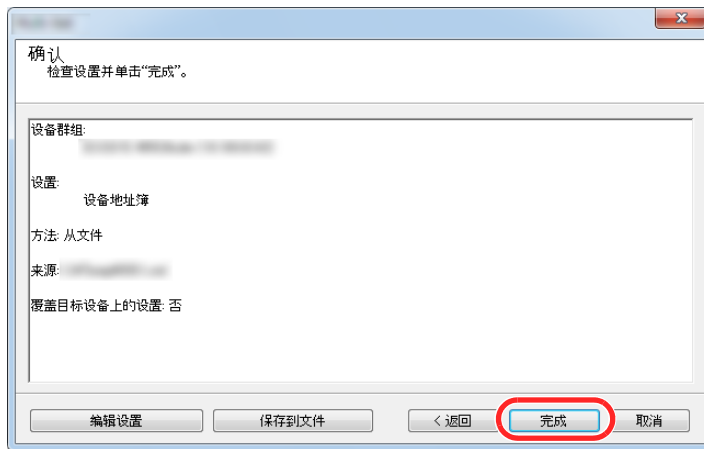 确认
检查设置并单击“完成”。
设备群组:
设置:
设备地址簿
方法: 从文件
来源:
覆盖目标设备上的设置: 否
编辑设置
保存到文件
< 返回
完成
取消